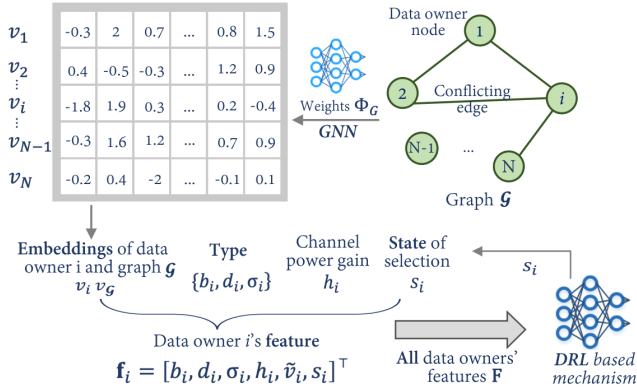 v₁ -0.3 2 0.7 ... 0.8 1.5
v₂ 0.4 -0.5 -0.3 ... 1.2 0.9
⋮
vᵢ -1.8 1.9 0.3 ... 0.2 -0.4
⋮
v_{N−1} -0.3 1.6 1.2 ... 0.7 0.9
v_N -0.2 0.4 -2 ... -0.1 0.1
Weights Φ_G
GNN
Data owner
node
1
2
Conflicting
edge
i
N-1
...
N
Graph 𝓖
Embeddings of data
owner i and graph 𝓖
vᵢ v_𝓖
Type
{bᵢ, dᵢ, σᵢ}
Channel
power gain
hᵢ
State of
selection
sᵢ
sᵢ
Data owner i's feature
fᵢ = [bᵢ, dᵢ, σᵢ, hᵢ, ṽᵢ, sᵢ]⊤
All data owners'
features F
DRL based
mechanism